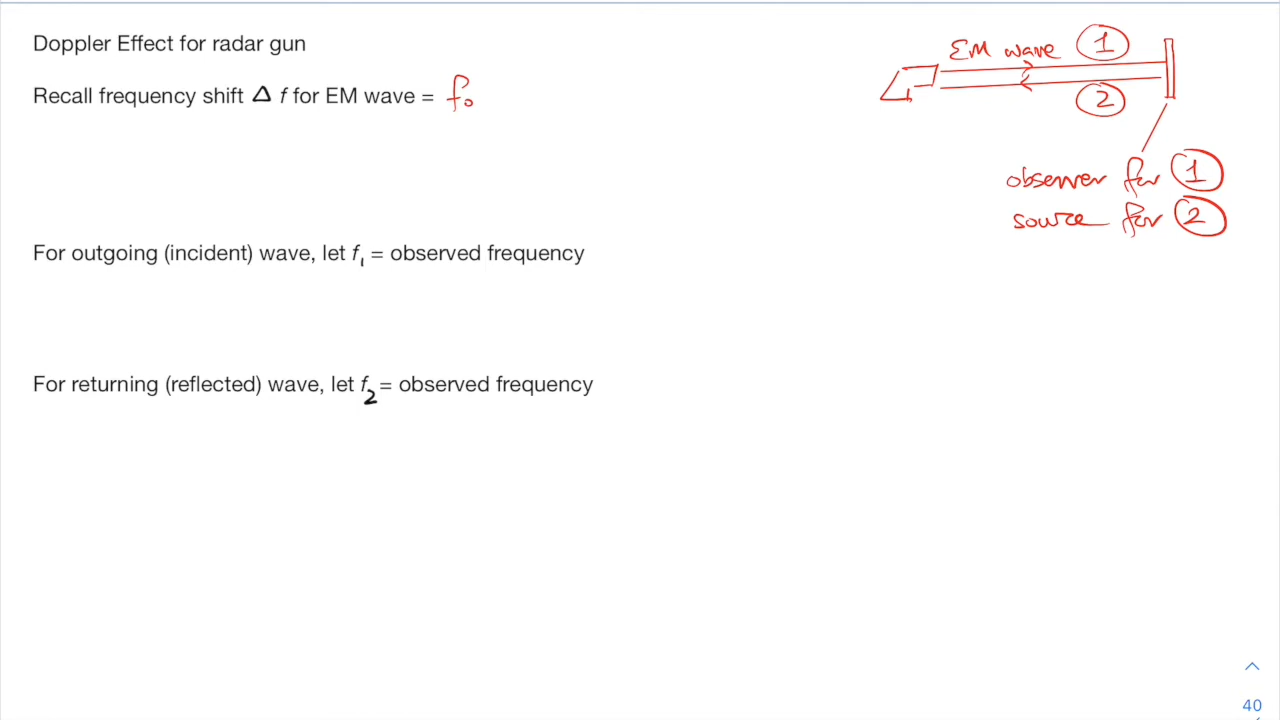 Doppler Effect for radar gun
Recall frequency shift Δ f for EM wave = f₀
EM wave 1
2
observer for 1
source for 2
For outgoing (incident) wave, let f₁ = observed frequency
For returning (reflected) wave, let f₂ = observed frequency
40